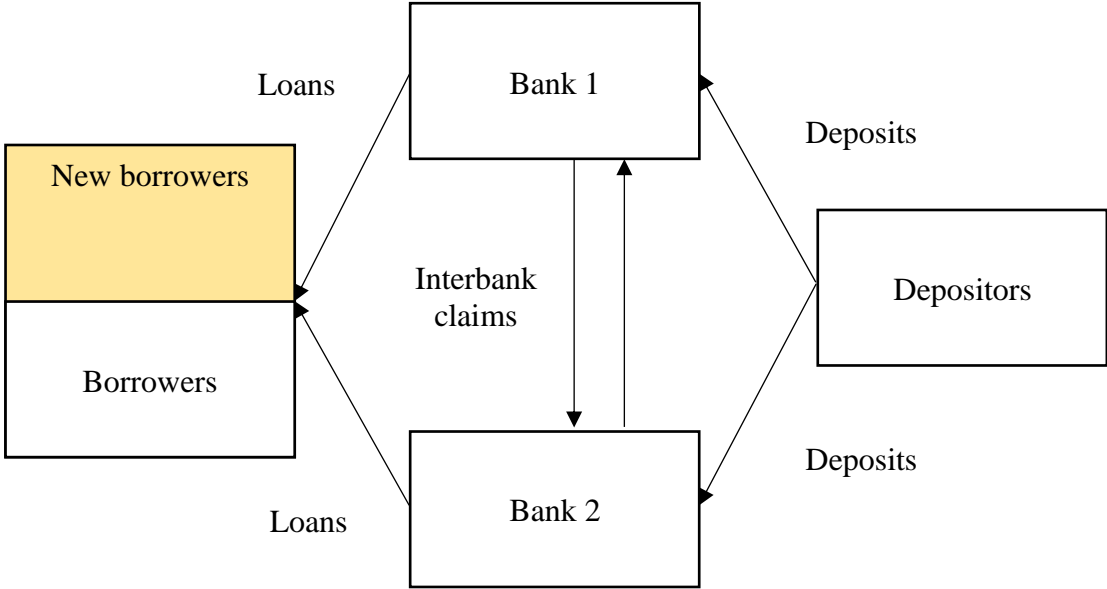 Bank 1
Loans
Deposits
New borrowers
Interbank
claims
Depositors
Borrowers
Deposits
Bank 2
Loans